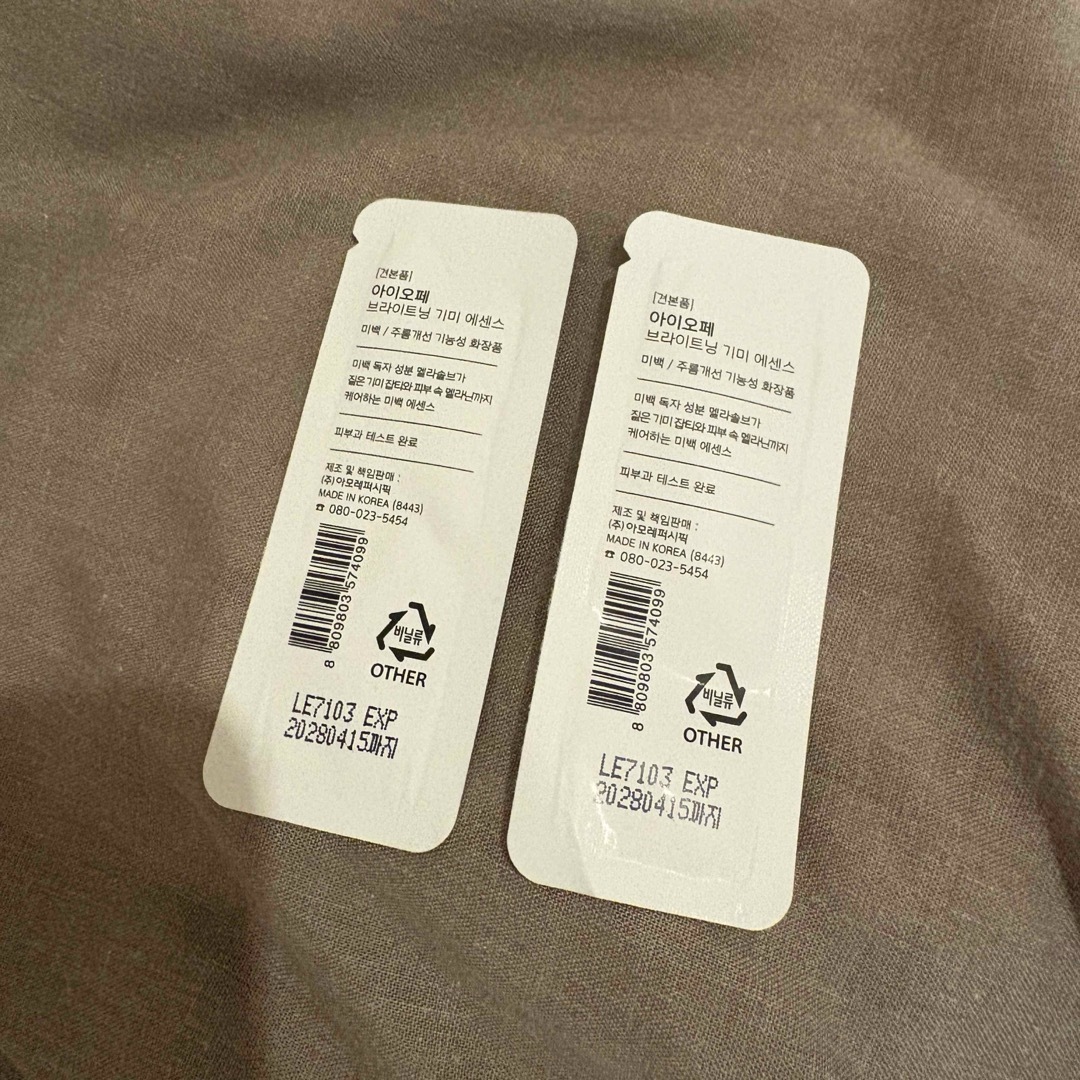 [견본품]
아이오페
브라이트닝 기미 에센스
미백 / 주름개선 기능성 화장품
미백 독자 성분 멜라솔브가
짙은 기미 잡티와 피부 속 멜라닌까지
케어하는 미백 에센스
피부과 테스트 완료
제조 및 책임판매 :
(주)아모레퍼시픽
MADE IN KOREA (8443)
☎ 080-023-5454
8 809803 574099
비닐류
OTHER
LE7103 EXP
20280415까지
[견본품]
아이오페
브라이트닝 기미 에센스
미백 / 주름개선 기능성 화장품
미백 독자 성분 멜라솔브가
짙은 기미 잡티와 피부 속 멜라닌까지
케어하는 미백 에센스
피부과 테스트 완료
제조 및 책임판매 :
(주)아모레퍼시픽
MADE IN KOREA (8443)
☎ 080-023-5454
8 809803 574099
비닐류
OTHER
LE7103 EXP
20280415까지